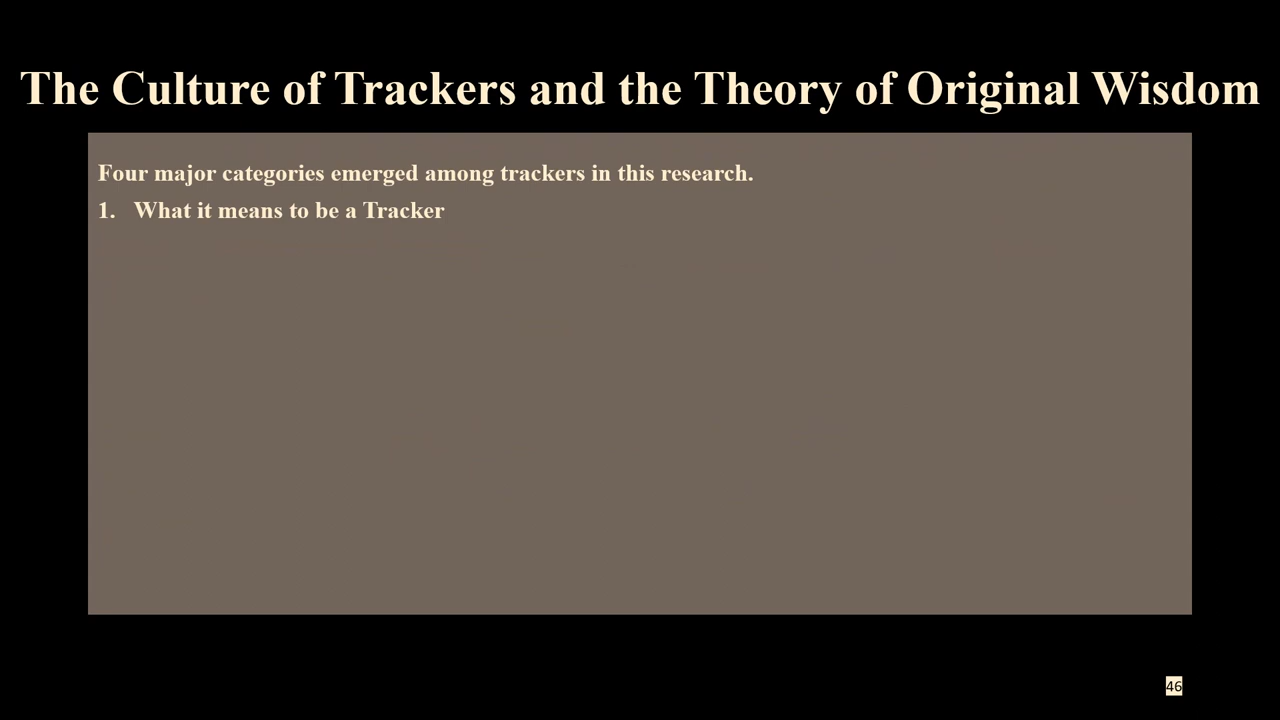 The Culture of Trackers and the Theory of Original Wisdom
Four major categories emerged among trackers in this research.
1. What it means to be a Tracker
46